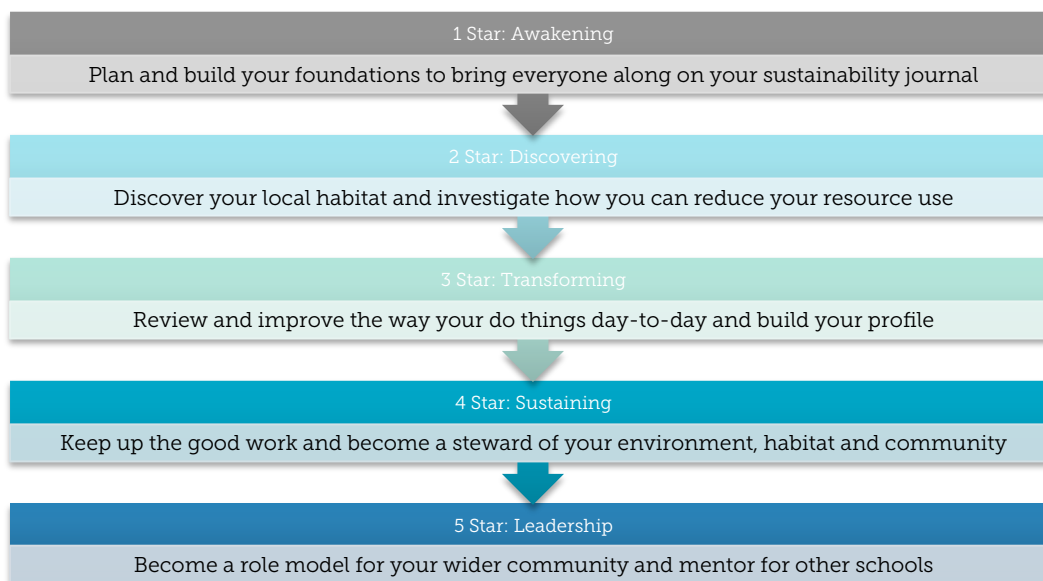 1 Star: Awakening
Plan and build your foundations to bring everyone along on your sustainability journal
2 Star: Discovering
Discover your local habitat and investigate how you can reduce your resource use
3 Star: Transforming
Review and improve the way your do things day-to-day and build your profile
4 Star: Sustaining
Keep up the good work and become a steward of your environment, habitat and community
5 Star: Leadership
Become a role model for your wider community and mentor for other schools